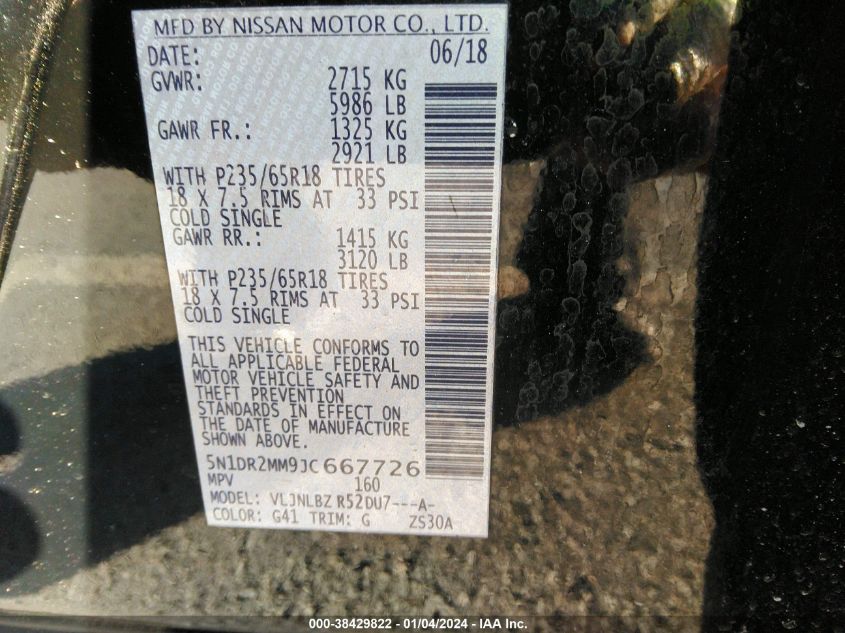 MFD BY NISSAN MOTOR CO., LTD.
DATE: 06/18
GVWR: 2715 KG
5986 LB
GAWR FR.: 1325 KG
2921 LB
WITH P235/65R18 TIRES
18 X 7.5 RIMS AT 33 PSI
COLD SINGLE
GAWR RR.: 1415 KG
3120 LB
WITH P235/65R18 TIRES
18 X 7.5 RIMS AT 33 PSI
COLD SINGLE
THIS VEHICLE CONFORMS TO
ALL APPLICABLE FEDERAL
MOTOR VEHICLE SAFETY AND
THEFT PREVENTION
STANDARDS IN EFFECT ON
THE DATE OF MANUFACTURE
SHOWN ABOVE.
5N1DR2MM9JC667726
MPV 160
MODEL: VLJNLBZ R52DU7---A-
COLOR: G41 TRIM: G ZS30A
000-38429822 - 01/04/2024 - IAA Inc.